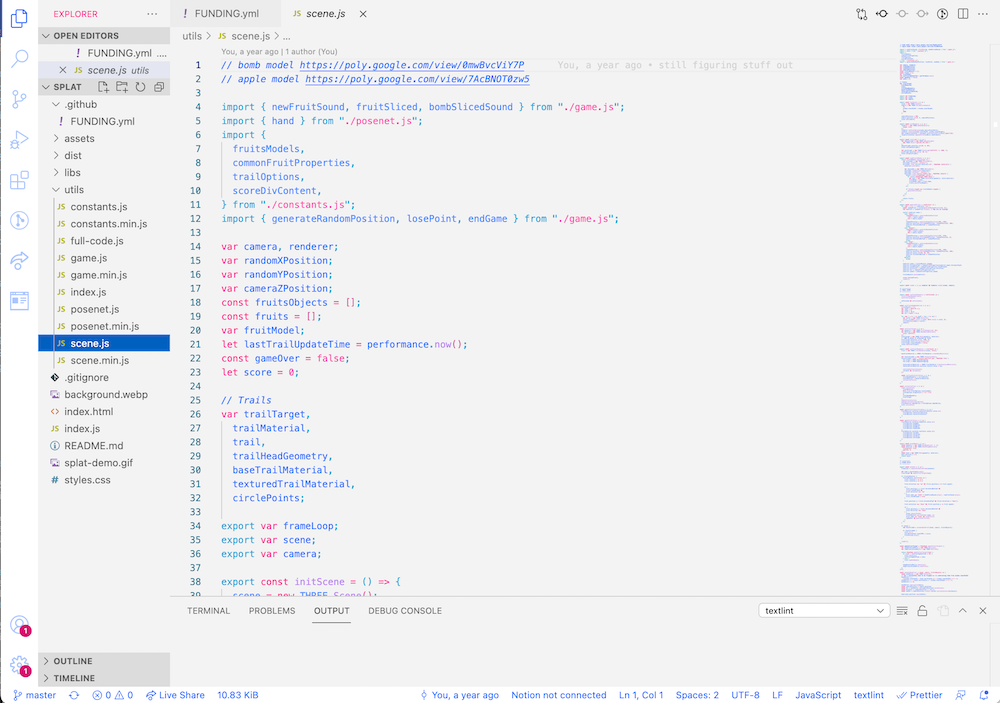 EXPLORER
OPEN EDITORS
! FUNDING.yml ....
JS scene.js utils
SPLAT
.github
! FUNDING.yml
assets
dist
libs
utils
JS constants.js
JS constants.min.js
JS full-code.js
JS game.js
JS game.min.js
JS index.js
JS posenet.js
JS posenet.min.js
JS scene.js
JS scene.min.js
.gitignore
background.webp
<> index.html
JS index.js
README.md
splat-demo.gif
# styles.css
OUTLINE
TIMELINE
! FUNDING.yml
JS scene.js
utils > JS scene.js > ...
You, a year ago | 1 author (You)
1 // bomb model https://poly.google.com/view/0mwBvcViY7P You, a year ago • still figuring stuff out
2 // apple model https://poly.google.com/view/7AcBNOT0zw5
3
4 import { newFruitSound, fruitSliced, bombSlicedSound } from "./game.js";
5 import { hand } from "./posenet.js";
6 import {
7 fruitsModels,
8 commonFruitProperties,
9 trailOptions,
10 scoreDivContent,
11 } from "./constants.js";
12 import { generateRandomPosition, losePoint, endGame } from "./game.js";
13
14 var camera, renderer;
15 var randomXPosition;
16 var randomYPosition;
17 var cameraZPosition;
18 const fruitsObjects = [];
19 const fruits = [];
20 var fruitModel;
21 let lastTrailUpdateTime = performance.now();
22 const gameOver = false;
23 let score = 0;
24
25 // Trails
26 var trailTarget,
27 trailMaterial,
28 trail,
29 trailHeadGeometry,
30 baseTrailMaterial,
31 texturedTrailMaterial,
32 circlePoints;
33
34 export var frameLoop;
35 export var scene;
36 export var camera;
37
38 export const initScene = () => {
39 scene = new THREE.Scene();
TERMINAL PROBLEMS OUTPUT DEBUG CONSOLE textlint
1
1
master 0 0 Live Share 10.83 KiB You, a year ago Notion not connected Ln 1, Col 1 Spaces: 2 UTF-8 LF JavaScript textlint Prettier